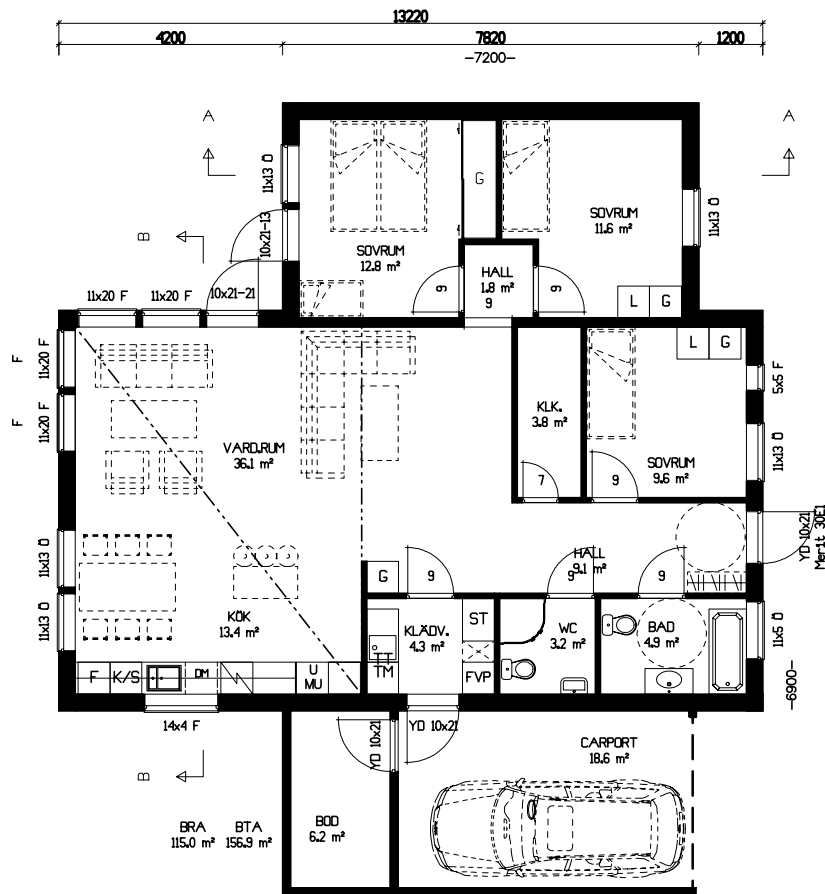 13220
4200 7820 1200
-7200-
A A
11x13 Ö
G
SOVRUM
11.6 m²
11x13 Ö
B
10x21-13
SOVRUM
12.8 m²
HALL
1.8 m²
9 9 9
11x20 F 11x20 F 10x21-21
L G
L G
F 11x20 F
5x5 F
F 11x20 F
KLK.
3.8 m²
VARD.RUM
36.1 m²
11x13 Ö
SOVRUM
9.6 m²
7 9
YD 10x21
Merit 30E1
11x13 Ö
HALL
9.1 m²
G 9 9 9
11x13 Ö
KÖK
13.4 m²
KLÄDV.
4.3 m²
ST
WC
3.2 m²
BAD
4.9 m²
11x5 Ö
F K/S DM U
MU
TT
TM
FVP
-6900-
14x4 F
YD 10x21
YD 10x21
CARPORT
18.6 m²
B
BRA BTA
115.0 m² 156.9 m²
BOD
6.2 m²